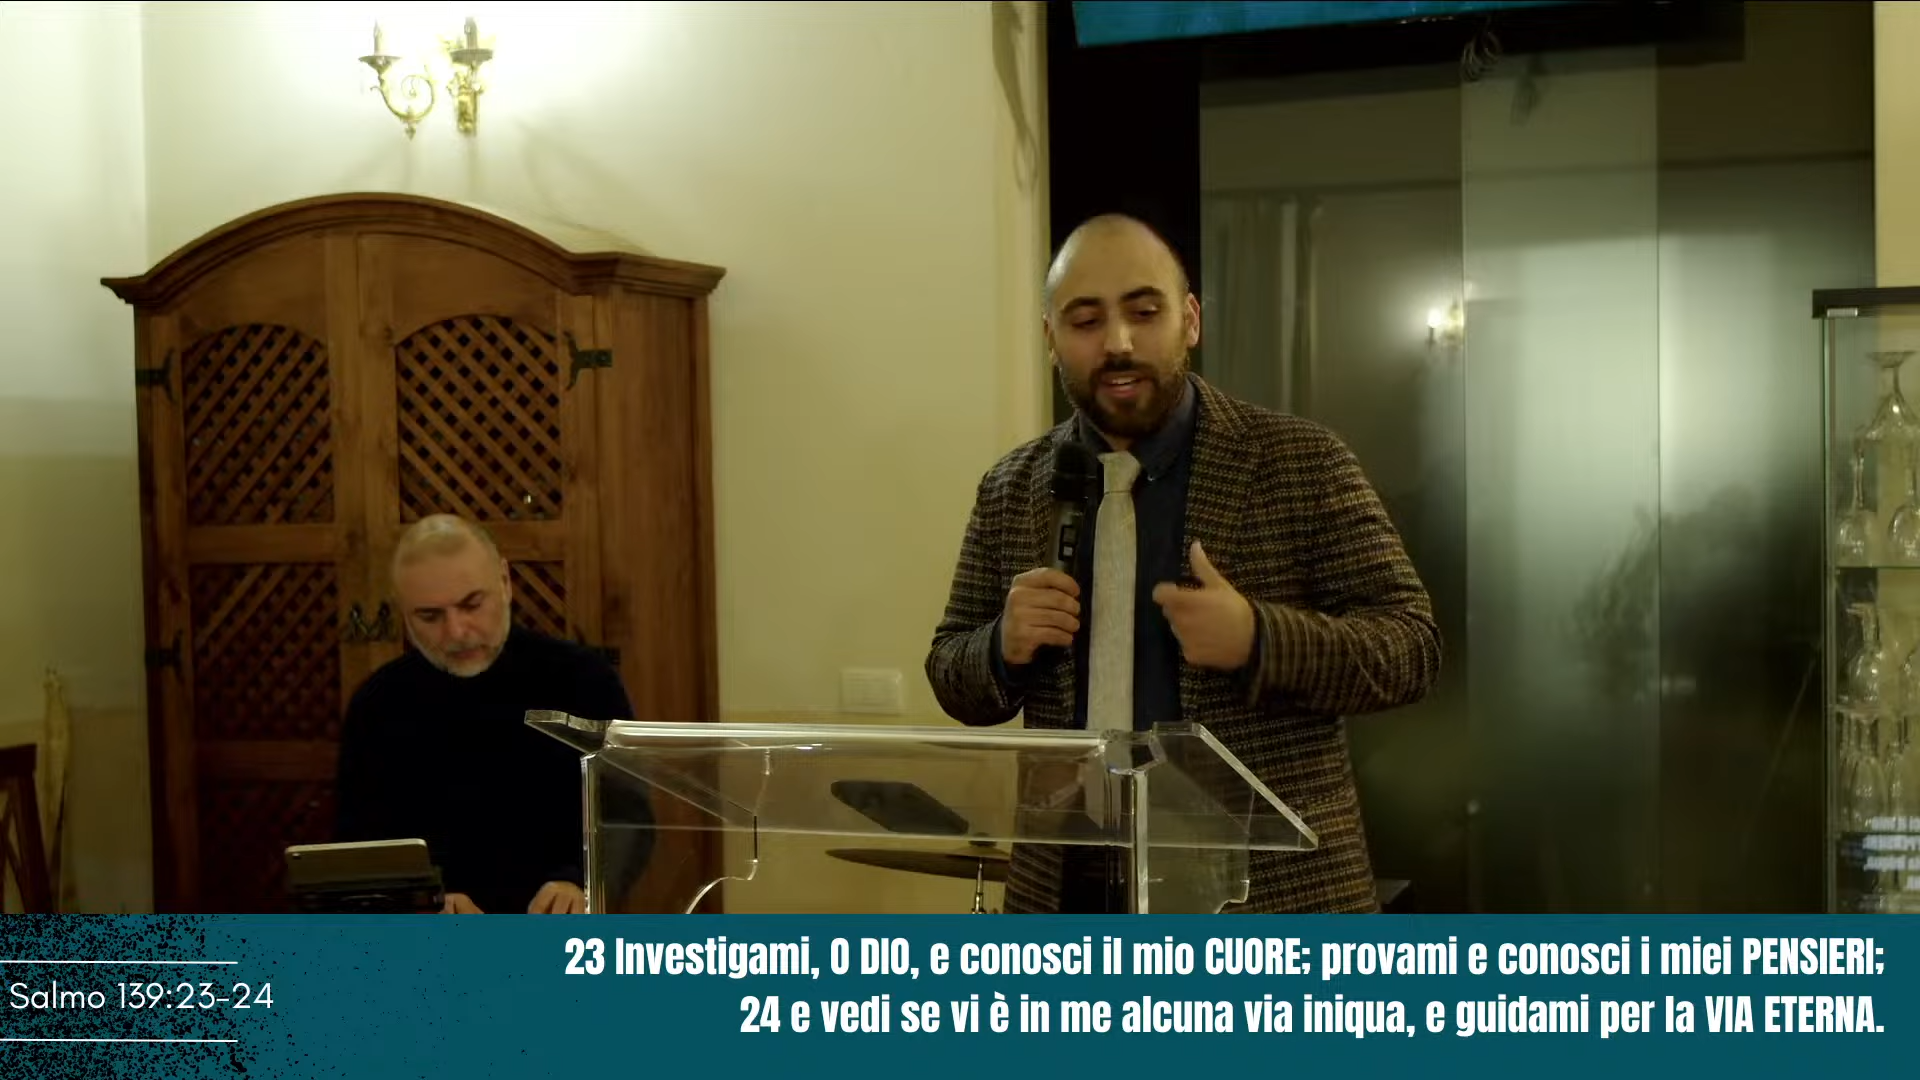 Salmo 139:23-24
23 Investigami, O DIO, e conosci il mio CUORE; provami e conosci i miei PENSIERI;
24 e vedi se vi è in me alcuna via iniqua, e guidami per la VIA ETERNA.